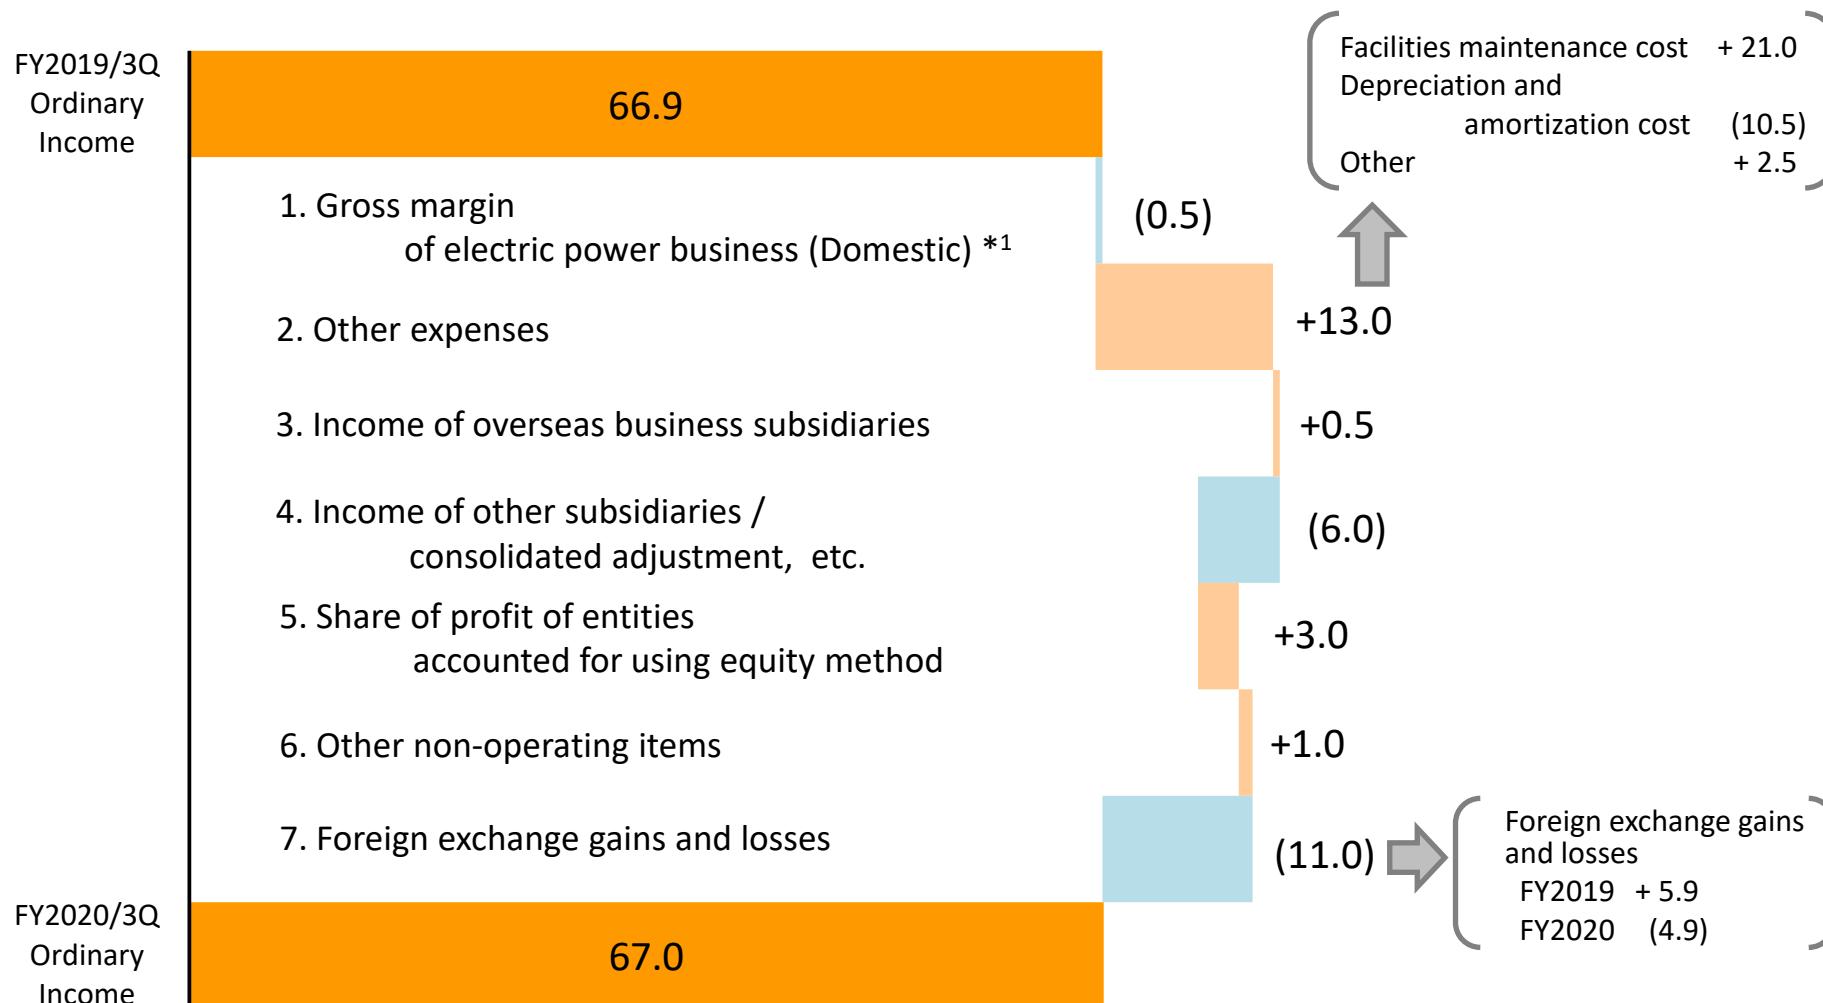 FY2019/3Q
Ordinary
Income
66.9
Facilities maintenance cost + 21.0
Depreciation and
amortization cost (10.5)
Other + 2.5
1. Gross margin
of electric power business (Domestic) *1
(0.5)
2. Other expenses
+13.0
3. Income of overseas business subsidiaries
+0.5
4. Income of other subsidiaries /
consolidated adjustment, etc.
(6.0)
5. Share of profit of entities
accounted for using equity method
+3.0
6. Other non-operating items
+1.0
7. Foreign exchange gains and losses
(11.0)
Foreign exchange gains
and losses
FY2019 + 5.9
FY2020 (4.9)
FY2020/3Q
Ordinary
Income
67.0